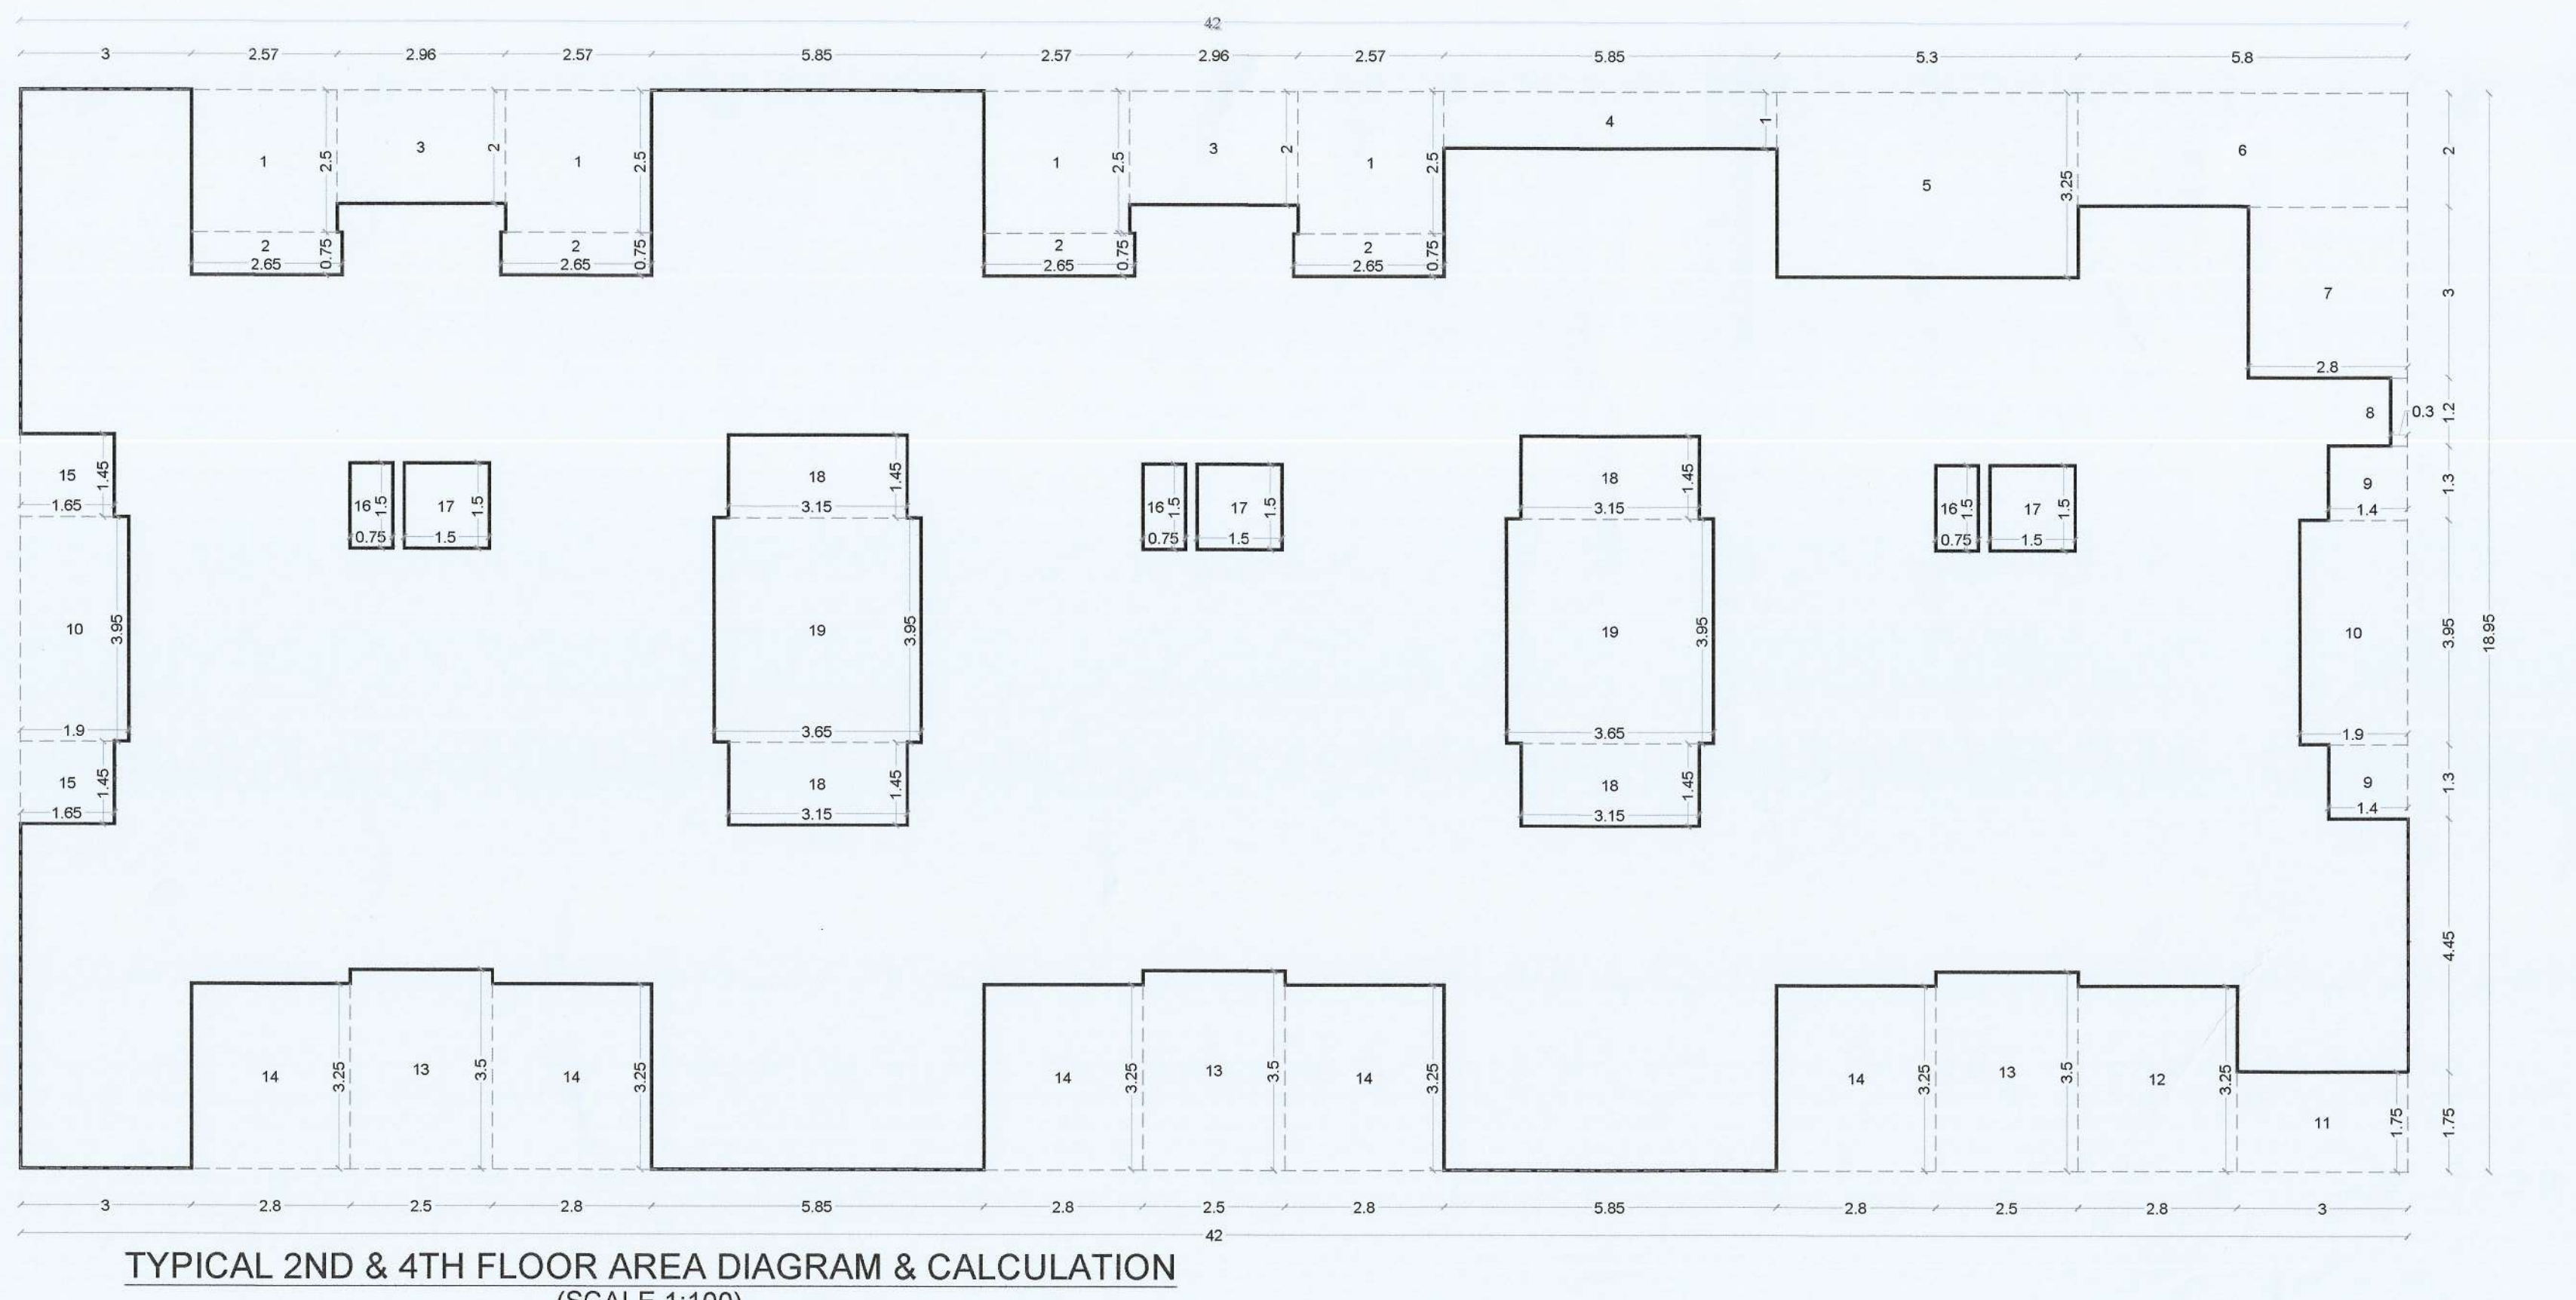 42
3 2.57 2.96 2.57 5.85 2.57 2.96 2.57 5.85 5.3 5.8
1 2.5 3 2 1 2.5 1 2.5 3 2 1 2.5 4 1 5 3.25 6 2
2 0.75 2 0.75 2 0.75 2 0.75
2.65 2.65 2.65 2.65
7 3
2.8
8 0.3 1.2
15 1.45 18 1.45 18 1.45 9 1.3
1.65 16 1.5 17 1.5 3.15 16 1.5 17 1.5 3.15 16 1.5 17 1.5 1.4
0.75 1.5 0.75 1.5 0.75 1.5
10 3.95 19 3.95 19 3.95 10 3.95 18.95
1.9 3.65 3.65 1.9
15 1.45 18 1.45 18 1.45 9 1.3
1.65 3.15 3.15 1.4
4.45
14 3.25 13 3.5 14 3.25 14 3.25 13 3.5 14 3.25 14 3.25 13 3.5 12 3.25
11 1.75 1.75
3 2.8 2.5 2.8 5.85 2.8 2.5 2.8 5.85 2.8 2.5 2.8 3
42
TYPICAL 2ND & 4TH FLOOR AREA DIAGRAM & CALCULATION
(SCALE 1:100)